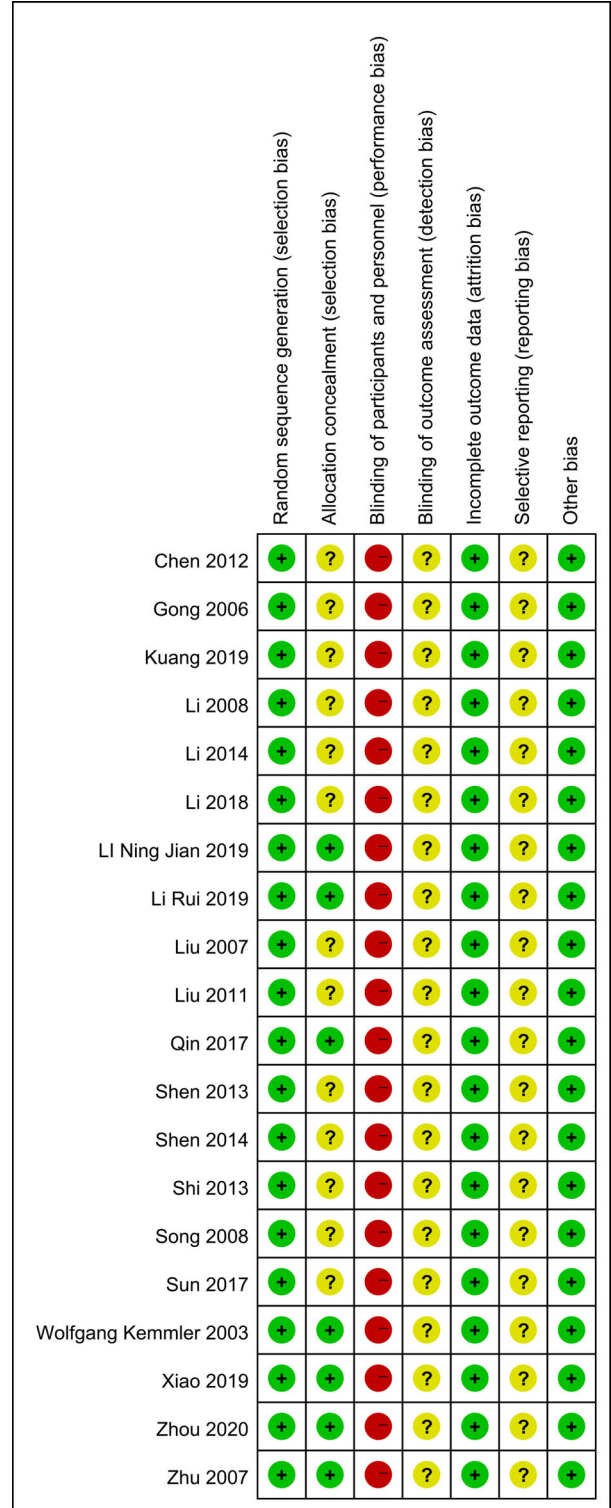 Random sequence generation (selection bias)
Allocation concealment (selection bias)
Blinding of participants and personnel (performance bias)
Blinding of outcome assessment (detection bias)
Incomplete outcome data (attrition bias)
Selective reporting (reporting bias)
Other bias
Chen 2012 + ? - ? + ? +
Gong 2006 + ? - ? + ? +
Kuang 2019 + ? - ? + ? +
Li 2008 + ? - ? + ? +
Li 2014 + ? - ? + ? +
Li 2018 + ? - ? + ? +
LI Ning Jian 2019 + + - ? + ? +
Li Rui 2019 + + - ? + ? +
Liu 2007 + ? - ? + ? +
Liu 2011 + ? - ? + ? +
Qin 2017 + + - ? + ? +
Shen 2013 + ? - ? + ? +
Shen 2014 + ? - ? + ? +
Shi 2013 + ? - ? + ? +
Song 2008 + ? - ? + ? +
Sun 2017 + ? - ? + ? +
Wolfgang Kemmler 2003 + + - ? + ? +
Xiao 2019 + + - ? + ? +
Zhou 2020 + + - ? + ? +
Zhu 2007 + + - ? + ? +